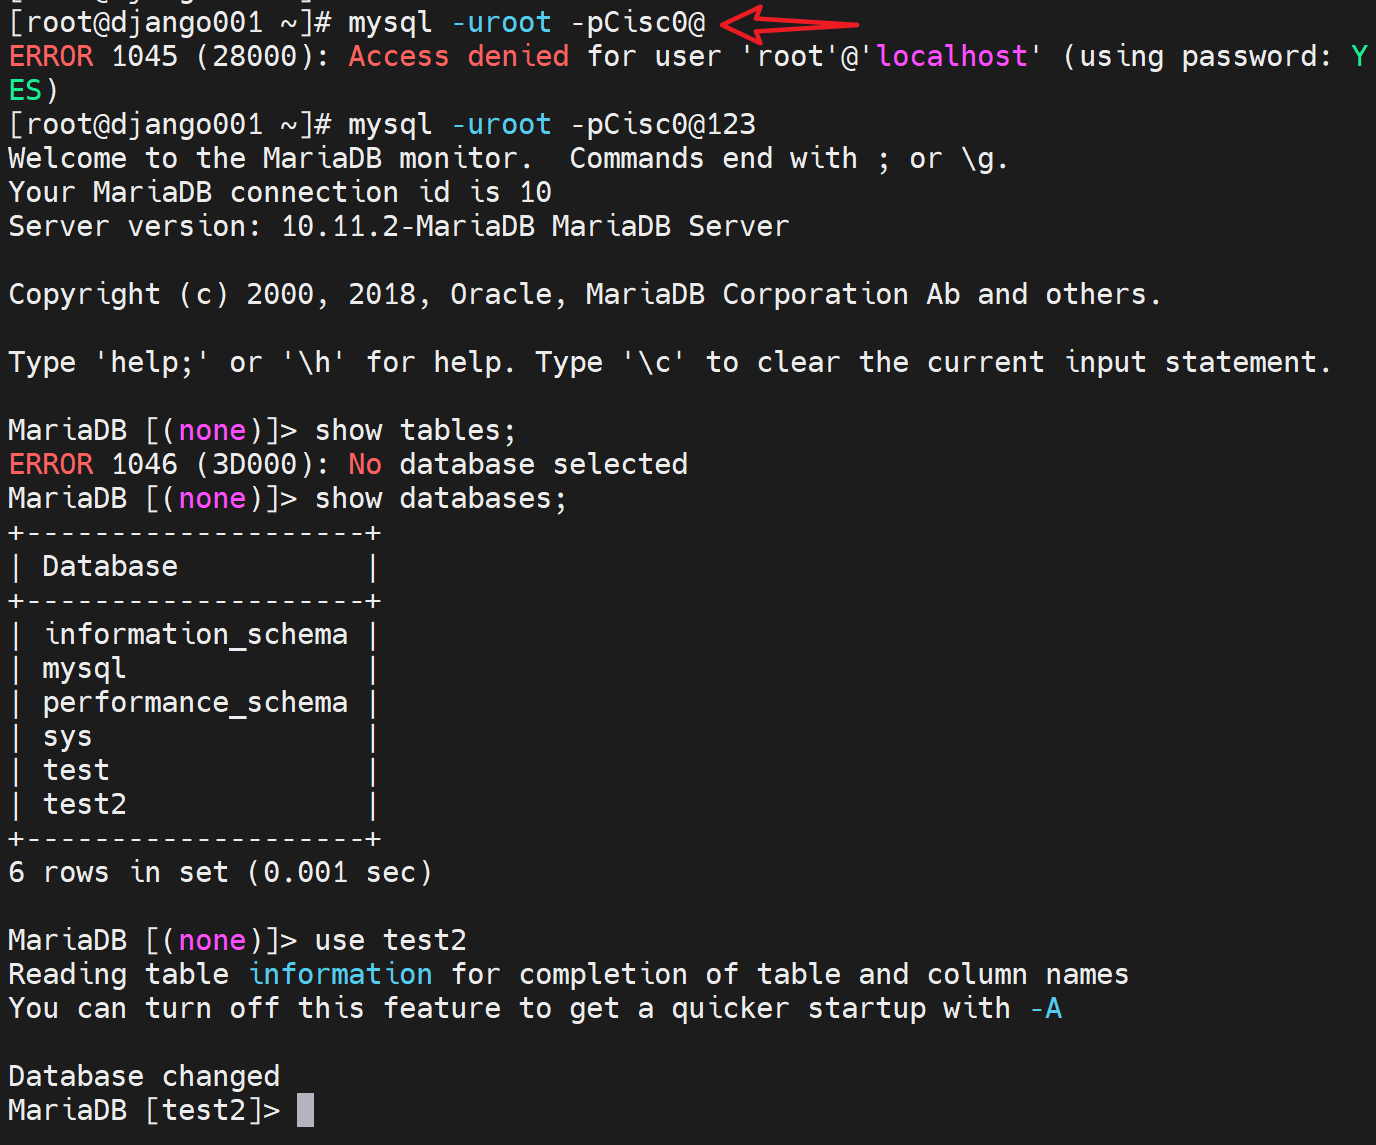 [root@django001 ~]# mysql -uroot -pCisc0@
ERROR 1045 (28000): Access denied for user 'root'@'localhost' (using password: Y
ES)
[root@django001 ~]# mysql -uroot -pCisc0@123
Welcome to the MariaDB monitor.  Commands end with ; or \g.
Your MariaDB connection id is 10
Server version: 10.11.2-MariaDB MariaDB Server

Copyright (c) 2000, 2018, Oracle, MariaDB Corporation Ab and others.

Type 'help;' or '\h' for help. Type '\c' to clear the current input statement.

MariaDB [(none)]> show tables;
ERROR 1046 (3D000): No database selected
MariaDB [(none)]> show databases;
+--------------------+
| Database           |
+--------------------+
| information_schema |
| mysql              |
| performance_schema |
| sys                |
| test               |
| test2              |
+--------------------+
6 rows in set (0.001 sec)

MariaDB [(none)]> use test2
Reading table information for completion of table and column names
You can turn off this feature to get a quicker startup with -A

Database changed
MariaDB [test2]>